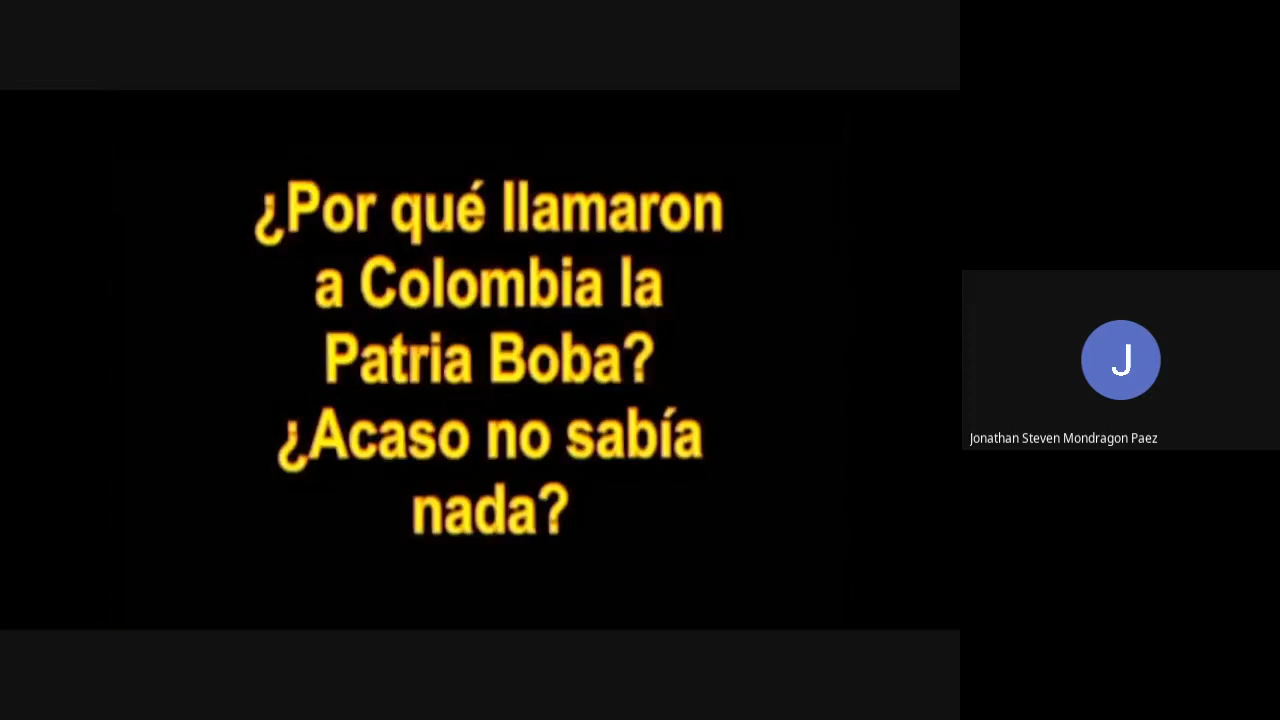 ¿Por qué llamaron
a Colombia la
Patria Boba?
¿Acaso no sabía
nada?
J
Jonathan Steven Mondragon Paez